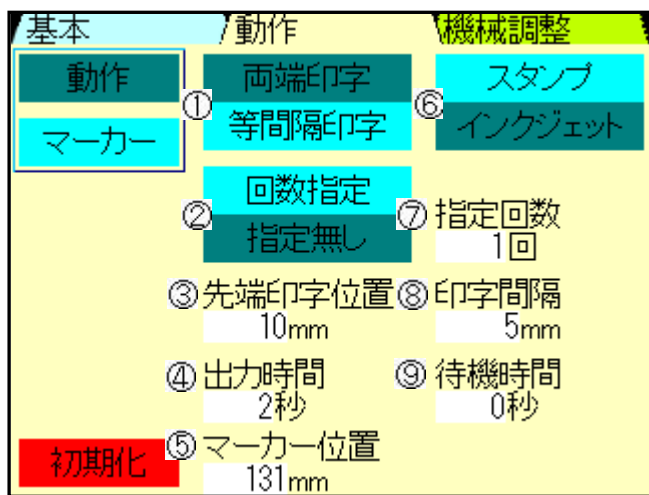 基本
動作
機械調整
動作
マーカー
①
両端印字
等間隔印字
⑥
スタンプ
インクジェット
②
回数指定
指定無し
⑦指定回数
1回
③先端印字位置
10mm
⑧印字間隔
5mm
④出力時間
2秒
⑨待機時間
0秒
⑤マーカー位置
131mm
初期化